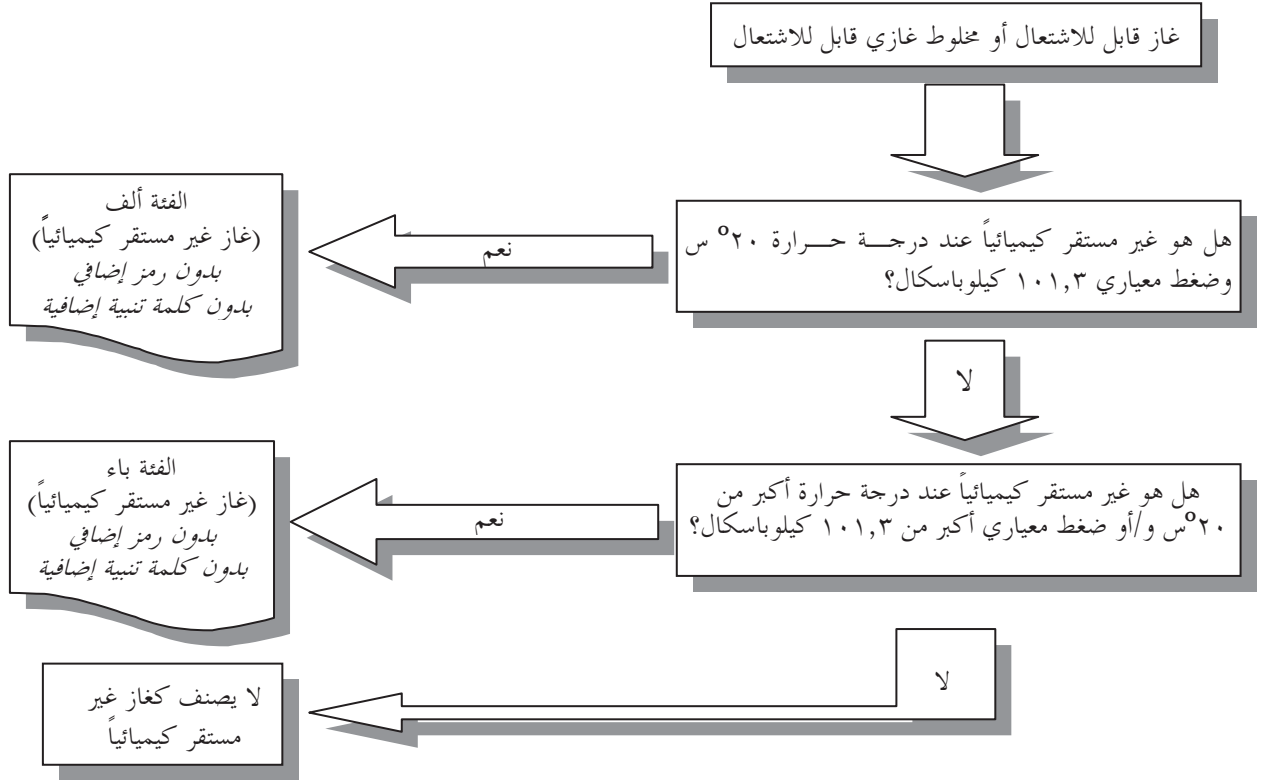 غاز قابل للاشتعال أو مخلوط غازي قابل للاشتعال
هل هو غير مستقر كيميائياً عند درجــة حــرارة ٢٠° س
وضغط معياري ١٠١,٣ كيلوباسكال؟
نعم
الفئة ألف
(غاز غير مستقر كيميائياً)
بدون رمز إضافي
بدون كلمة تنبية إضافية
لا
هل هو غير مستقر كيميائياً عند درجة حرارة أكبر من
٢٠°س و/أو ضغط معياري أكبر من ١٠١,٣ كيلوباسكال؟
نعم
الفئة باء
(غاز غير مستقر كيميائياً)
بدون رمز إضافي
بدون كلمة تنبية إضافية
لا
لا يصنف كغاز غير
مستقر كيميائياً